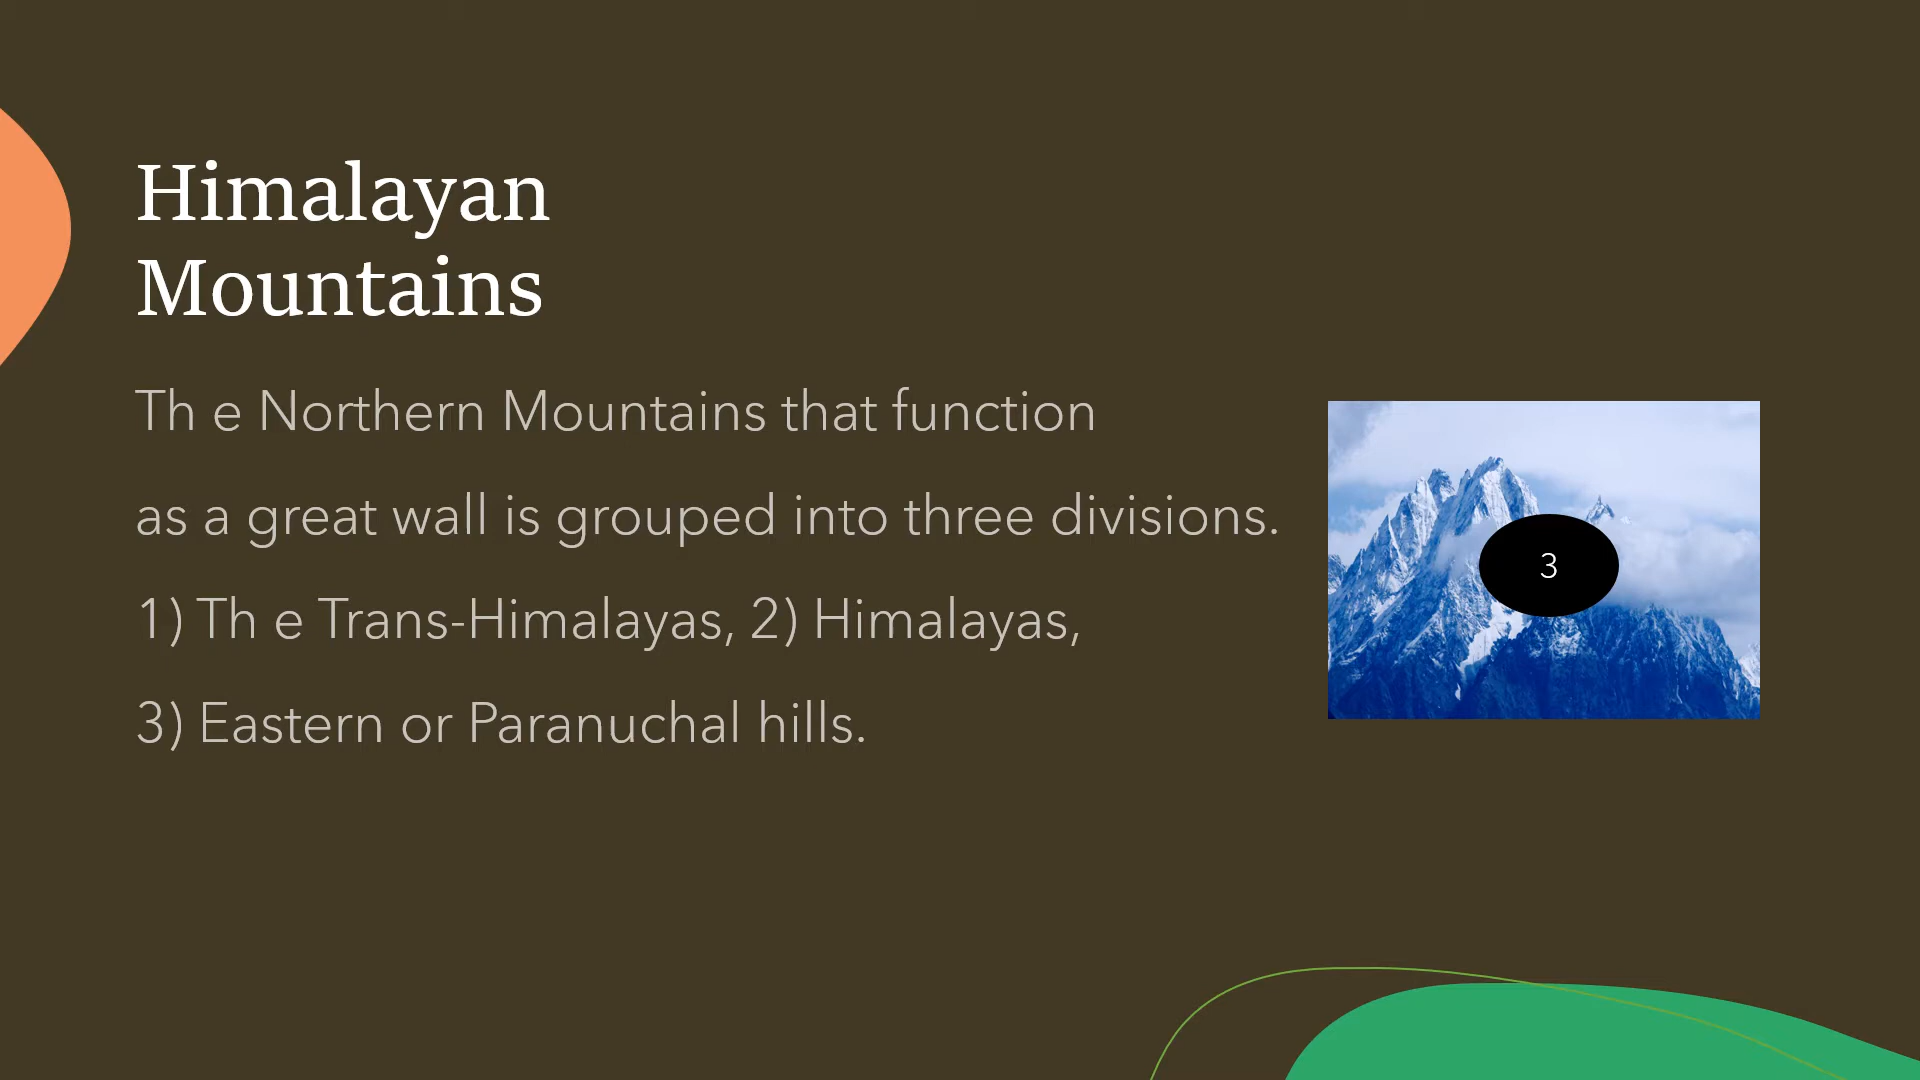 Himalayan
Mountains
Th e Northern Mountains that function
as a great wall is grouped into three divisions.
1) Th e Trans-Himalayas, 2) Himalayas,
3) Eastern or Paranuchal hills.
3